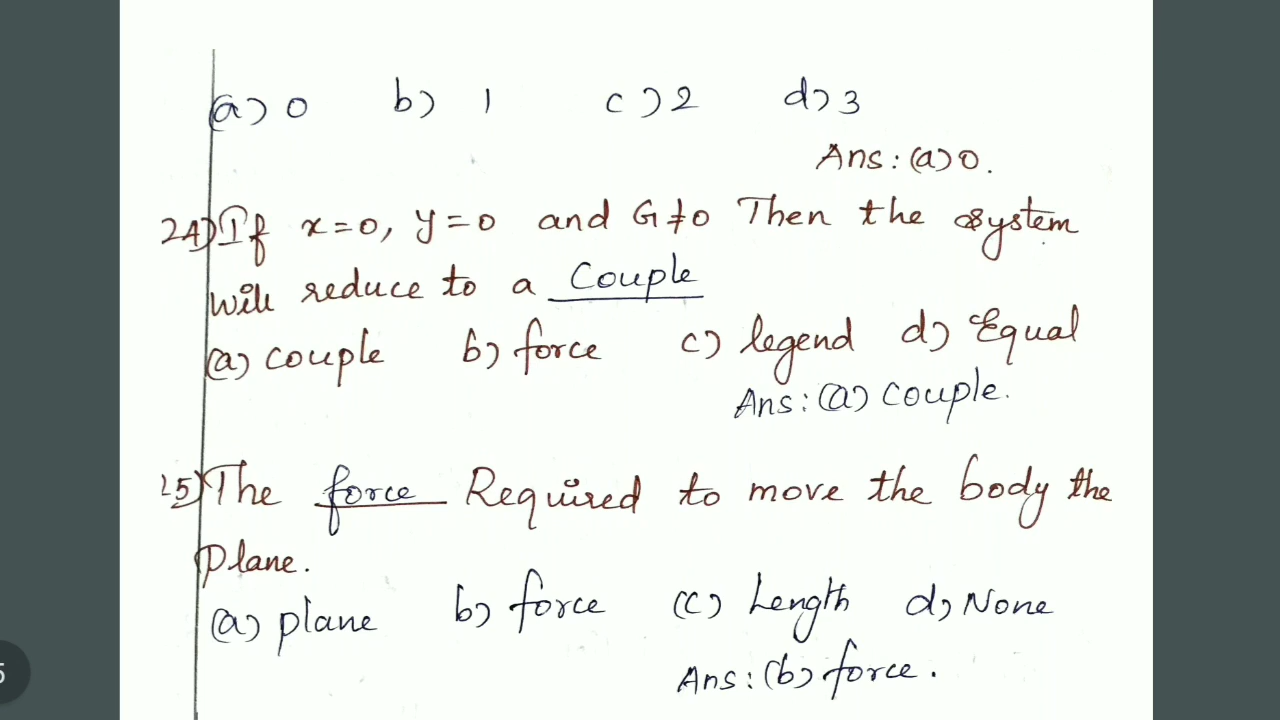 (a) 0 b) 1 c) 2 d) 3
Ans: (a) 0.
24) If x=0, y=0 and G≠0 Then the system
will reduce to a Couple
(a) couple b) force c) legend d) Equal
Ans: (a) couple.
25) The force Required to move the body the
plane.
(a) plane b) force (c) Length d) None
Ans: (b) force.
5